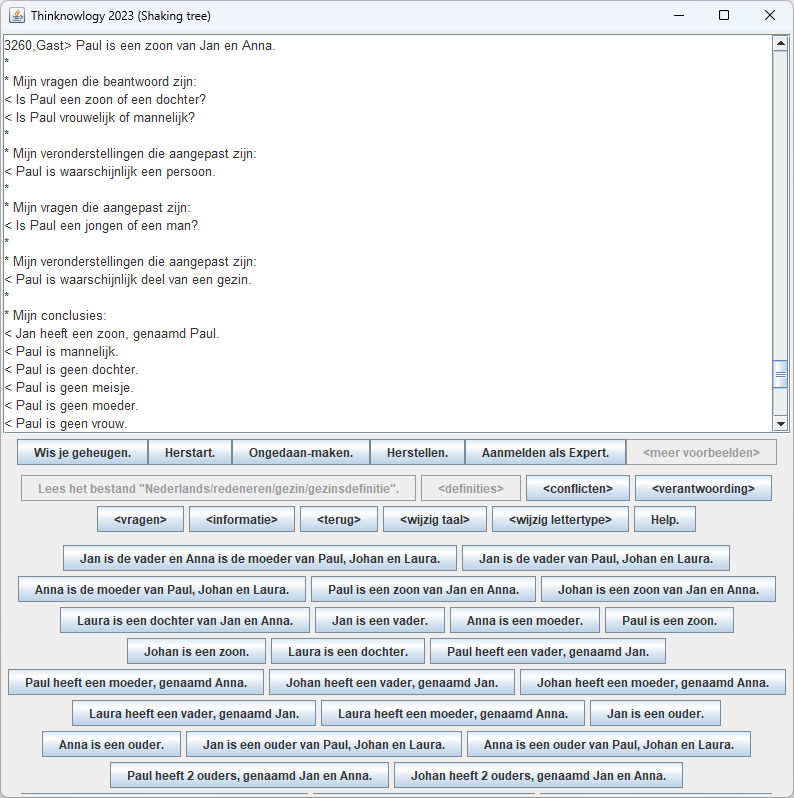 Thinknowlogy 2023 (Shaking tree)
3260,Gast> Paul is een zoon van Jan en Anna.
*
* Mijn vragen die beantwoord zijn:
< Is Paul een zoon of een dochter?
< Is Paul vrouwelijk of mannelijk?
*
* Mijn veronderstellingen die aangepast zijn:
< Paul is waarschijnlijk een persoon.
*
* Mijn vragen die aangepast zijn:
< Is Paul een jongen of een man?
*
* Mijn veronderstellingen die aangepast zijn:
< Paul is waarschijnlijk deel van een gezin.
*
* Mijn conclusies:
< Jan heeft een zoon, genaamd Paul.
< Paul is mannelijk.
< Paul is geen dochter.
< Paul is geen meisje.
< Paul is geen moeder.
< Paul is geen vrouw.
Wis je geheugen. Herstart. Ongedaan-maken. Herstellen. Aanmelden als Expert. <meer voorbeelden>
Lees het bestand "Nederlands/redeneren/gezin/gezinsdefinitie". <definities> <conflicten> <verantwoording>
<vragen> <informatie> <terug> <wijzig taal> <wijzig lettertype> Help.
Jan is de vader en Anna is de moeder van Paul, Johan en Laura. Jan is de vader van Paul, Johan en Laura.
Anna is de moeder van Paul, Johan en Laura. Paul is een zoon van Jan en Anna. Johan is een zoon van Jan en Anna.
Laura is een dochter van Jan en Anna. Jan is een vader. Anna is een moeder. Paul is een zoon.
Johan is een zoon. Laura is een dochter. Paul heeft een vader, genaamd Jan.
Paul heeft een moeder, genaamd Anna. Johan heeft een vader, genaamd Jan. Johan heeft een moeder, genaamd Anna.
Laura heeft een vader, genaamd Jan. Laura heeft een moeder, genaamd Anna. Jan is een ouder.
Anna is een ouder. Jan is een ouder van Paul, Johan en Laura. Anna is een ouder van Paul, Johan en Laura.
Paul heeft 2 ouders, genaamd Jan en Anna. Johan heeft 2 ouders, genaamd Jan en Anna.